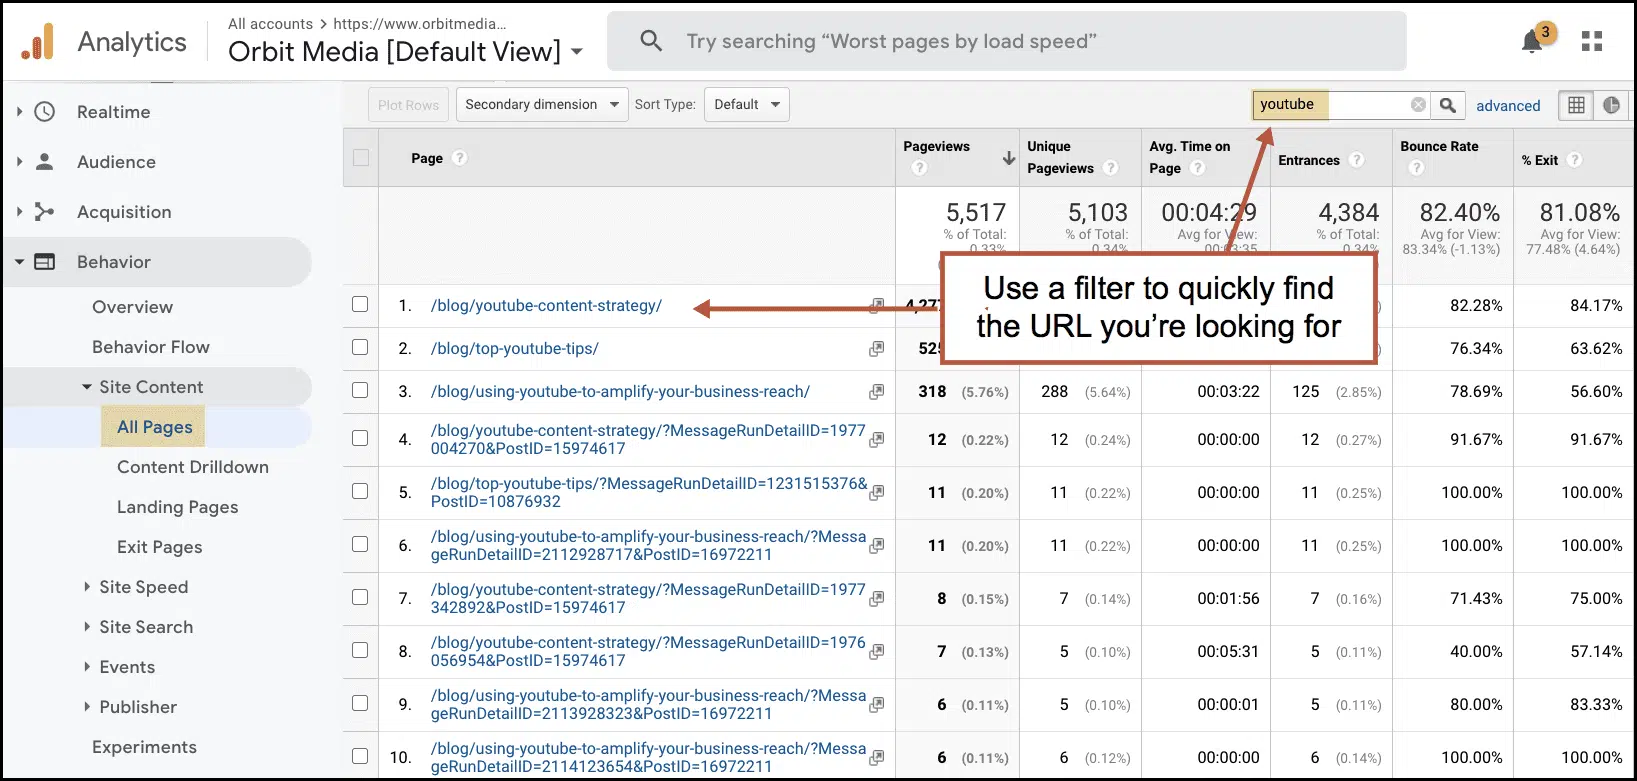 All accounts > https://www.orbitmedia...
Analytics
Orbit Media [Default View]
Try searching “Worst pages by load speed”
3
Realtime
Audience
Acquisition
Behavior
Overview
Behavior Flow
Site Content
All Pages
Content Drilldown
Landing Pages
Exit Pages
Site Speed
Site Search
Events
Publisher
Experiments
Plot Rows
Secondary dimension
Sort Type:
Default
youtube
advanced
Page ?
Pageviews ?
Unique Pageviews ?
Avg. Time on Page ?
Entrances ?
Bounce Rate ?
% Exit ?
5,517 5,103 00:04:29 4,384 82.40% 81.08%
% of Total: % of Total: Avg for View: % of Total: Avg for View: Avg for View:
0.33% 0.34% 00:03:35 0.34% 83.34% (-1.13%) 77.48% (4.64%)
Use a filter to quickly find
the URL you’re looking for
1. /blog/youtube-content-strategy/ 82.28% 84.17%
2. /blog/top-youtube-tips/ 76.34% 63.62%
3. /blog/using-youtube-to-amplify-your-business-reach/ 318 (5.76%) 288 (5.64%) 00:03:22 125 (2.85%) 78.69% 56.60%
4. /blog/youtube-content-strategy/?MessageRunDetailID=1977
004270&PostID=15974617 12 (0.22%) 12 (0.24%) 00:00:00 12 (0.27%) 91.67% 91.67%
5. /blog/top-youtube-tips/?MessageRunDetailID=1231515376&
PostID=10876932 11 (0.20%) 11 (0.22%) 00:00:00 11 (0.25%) 100.00% 100.00%
6. /blog/using-youtube-to-amplify-your-business-reach/?Messa
geRunDetailID=2112928717&PostID=16972211 11 (0.20%) 11 (0.22%) 00:00:00 11 (0.25%) 100.00% 100.00%
7. /blog/youtube-content-strategy/?MessageRunDetailID=1977
342892&PostID=15974617 8 (0.15%) 7 (0.14%) 00:01:56 7 (0.16%) 71.43% 75.00%
8. /blog/youtube-content-strategy/?MessageRunDetailID=1976
056954&PostID=15974617 7 (0.13%) 5 (0.10%) 00:05:31 5 (0.11%) 40.00% 57.14%
9. /blog/using-youtube-to-amplify-your-business-reach/?Messa
geRunDetailID=2113928323&PostID=16972211 6 (0.11%) 5 (0.10%) 00:00:01 5 (0.11%) 80.00% 83.33%
10. /blog/using-youtube-to-amplify-your-business-reach/?Messa
geRunDetailID=2114123654&PostID=16972211 6 (0.11%) 6 (0.12%) 00:00:00 6 (0.14%) 100.00% 100.00%